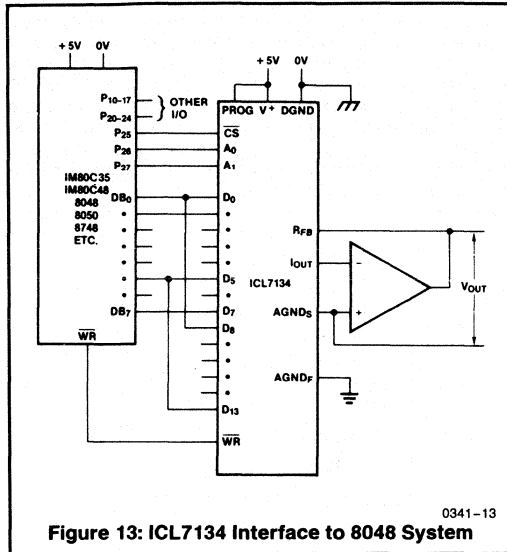 +5V 0V
+5V 0V
PROG V+ DGND
P10-17
P20-24
OTHER
I/O
P25
P26
P27
CS
A0
A1
IM80C35
IM80C48
8048
8050
8748
ETC.
DB0
DB7
WR
D0
D5
D7
D8
D13
WR
ICL7134
RFB
IOUT
AGNDS
AGNDF
−
+
VOUT
0341-13
Figure 13: ICL7134 Interface to 8048 System